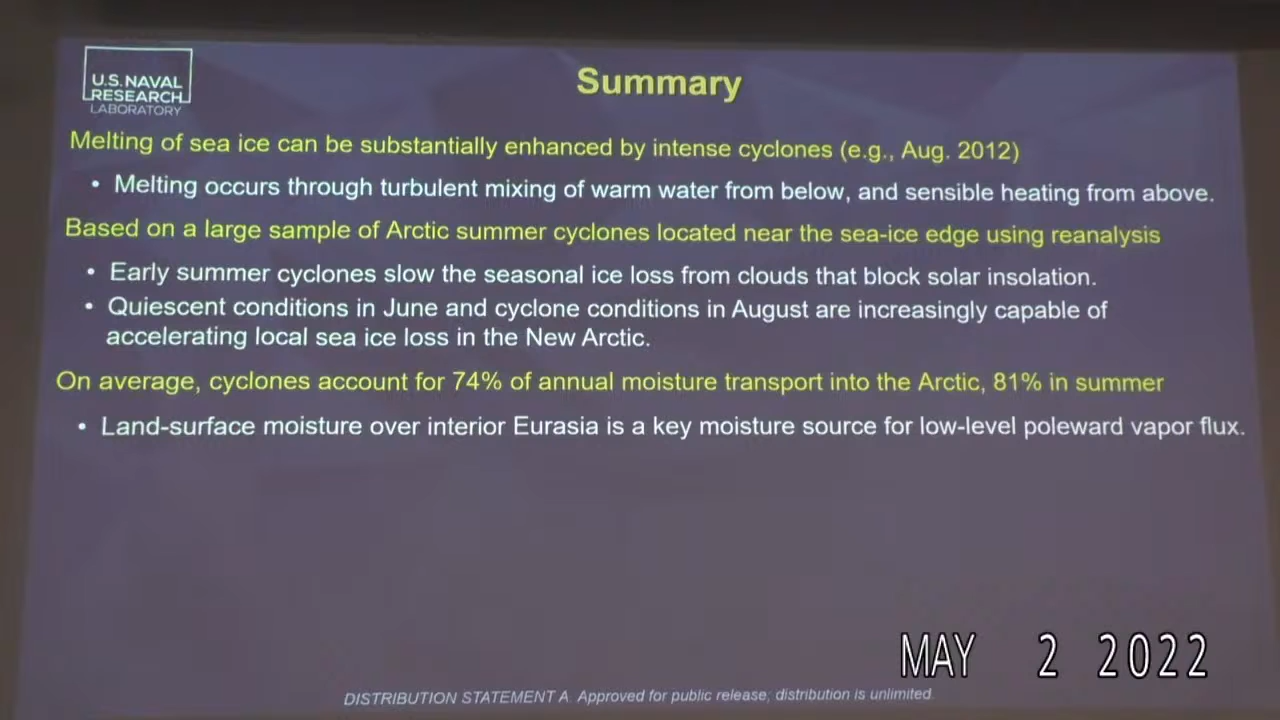 U.S. NAVAL
RESEARCH
LABORATORY
Summary
Melting of sea ice can be substantially enhanced by intense cyclones (e.g., Aug. 2012)
• Melting occurs through turbulent mixing of warm water from below, and sensible heating from above.
Based on a large sample of Arctic summer cyclones located near the sea-ice edge using reanalysis
• Early summer cyclones slow the seasonal ice loss from clouds that block solar insolation.
• Quiescent conditions in June and cyclone conditions in August are increasingly capable of
accelerating local sea ice loss in the New Arctic.
On average, cyclones account for 74% of annual moisture transport into the Arctic, 81% in summer
• Land-surface moisture over interior Eurasia is a key moisture source for low-level poleward vapor flux.
MAY 2 2022
DISTRIBUTION STATEMENT A. Approved for public release; distribution is unlimited.